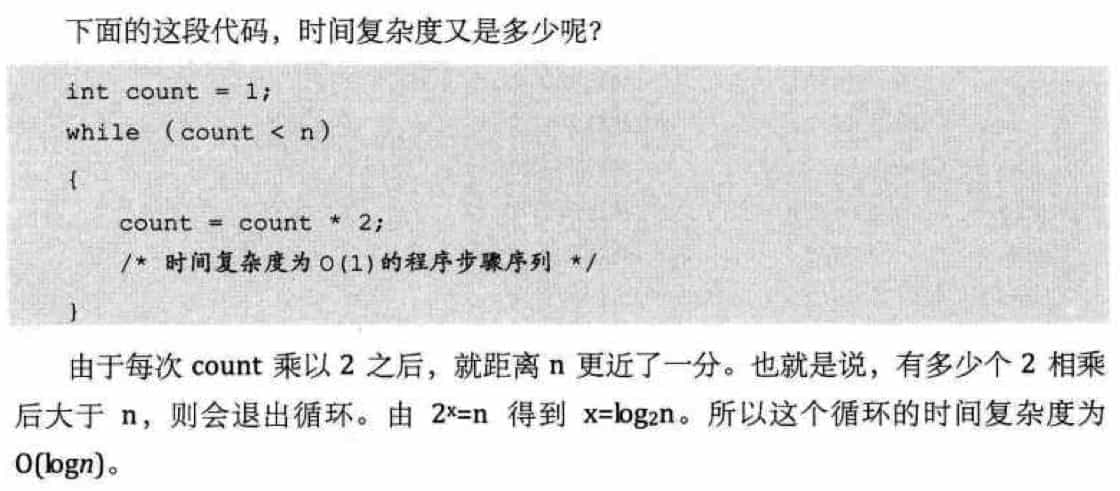 下面的这段代码，时间复杂度又是多少呢？
int count = 1;
while （count < n）
{
count = count * 2;
/* 时间复杂度为O(1)的程序步骤序列 */
}
由于每次 count 乘以 2 之后，就距离 n 更近了一分。也就是说，有多少个 2 相乘
后大于 n，则会退出循环。由 2ˣ=n 得到 x=log₂n。所以这个循环的时间复杂度为
O(logn)。